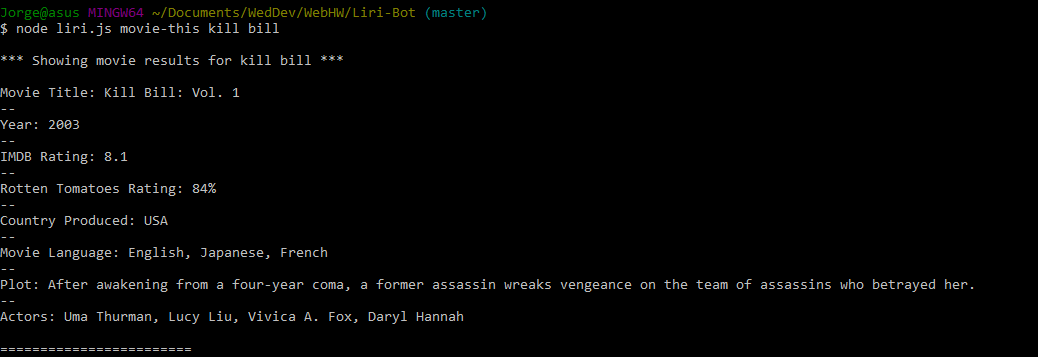 Jorge@asus MINGW64 ~/Documents/WedDev/WebHW/Liri-Bot (master)
$ node liri.js movie-this kill bill
*** Showing movie results for kill bill ***
Movie Title: Kill Bill: Vol. 1
--
Year: 2003
--
IMDB Rating: 8.1
--
Rotten Tomatoes Rating: 84%
--
Country Produced: USA
--
Movie Language: English, Japanese, French
--
Plot: After awakening from a four-year coma, a former assassin wreaks vengeance on the team of assassins who betrayed her.
--
Actors: Uma Thurman, Lucy Liu, Vivica A. Fox, Daryl Hannah
========================